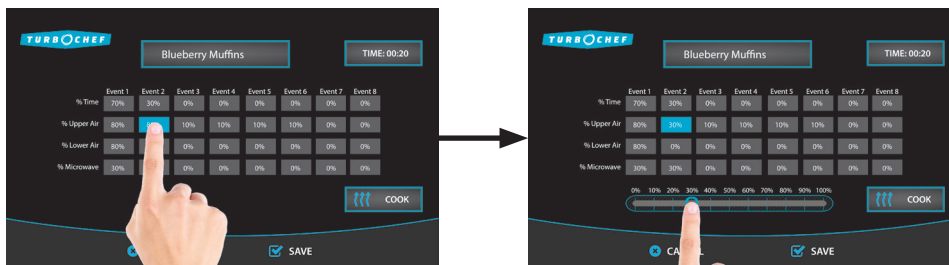 TURBOCHEF
Blueberry Muffins
TIME: 00:20
Event 1 Event 2 Event 3 Event 4 Event 5 Event 6 Event 7 Event 8
% Time 70% 30% 0% 0% 0% 0% 0% 0%
% Upper Air 80% 10% 10% 10% 10% 0% 0%
% Lower Air 80% 0% 0% 0% 0% 0% 0%
% Microwave 30% 0% 0% 0% 0% 0% 0%
COOK
SAVE
TURBOCHEF
Blueberry Muffins
TIME: 00:20
Event 1 Event 2 Event 3 Event 4 Event 5 Event 6 Event 7 Event 8
% Time 70% 30% 0% 0% 0% 0% 0% 0%
% Upper Air 80% 30% 10% 10% 10% 10% 0% 0%
% Lower Air 80% 0% 0% 0% 0% 0% 0% 0%
% Microwave 30% 30% 0% 0% 0% 0% 0% 0%
0% 10% 20% 30% 40% 50% 60% 70% 80% 90% 100%
COOK
SAVE